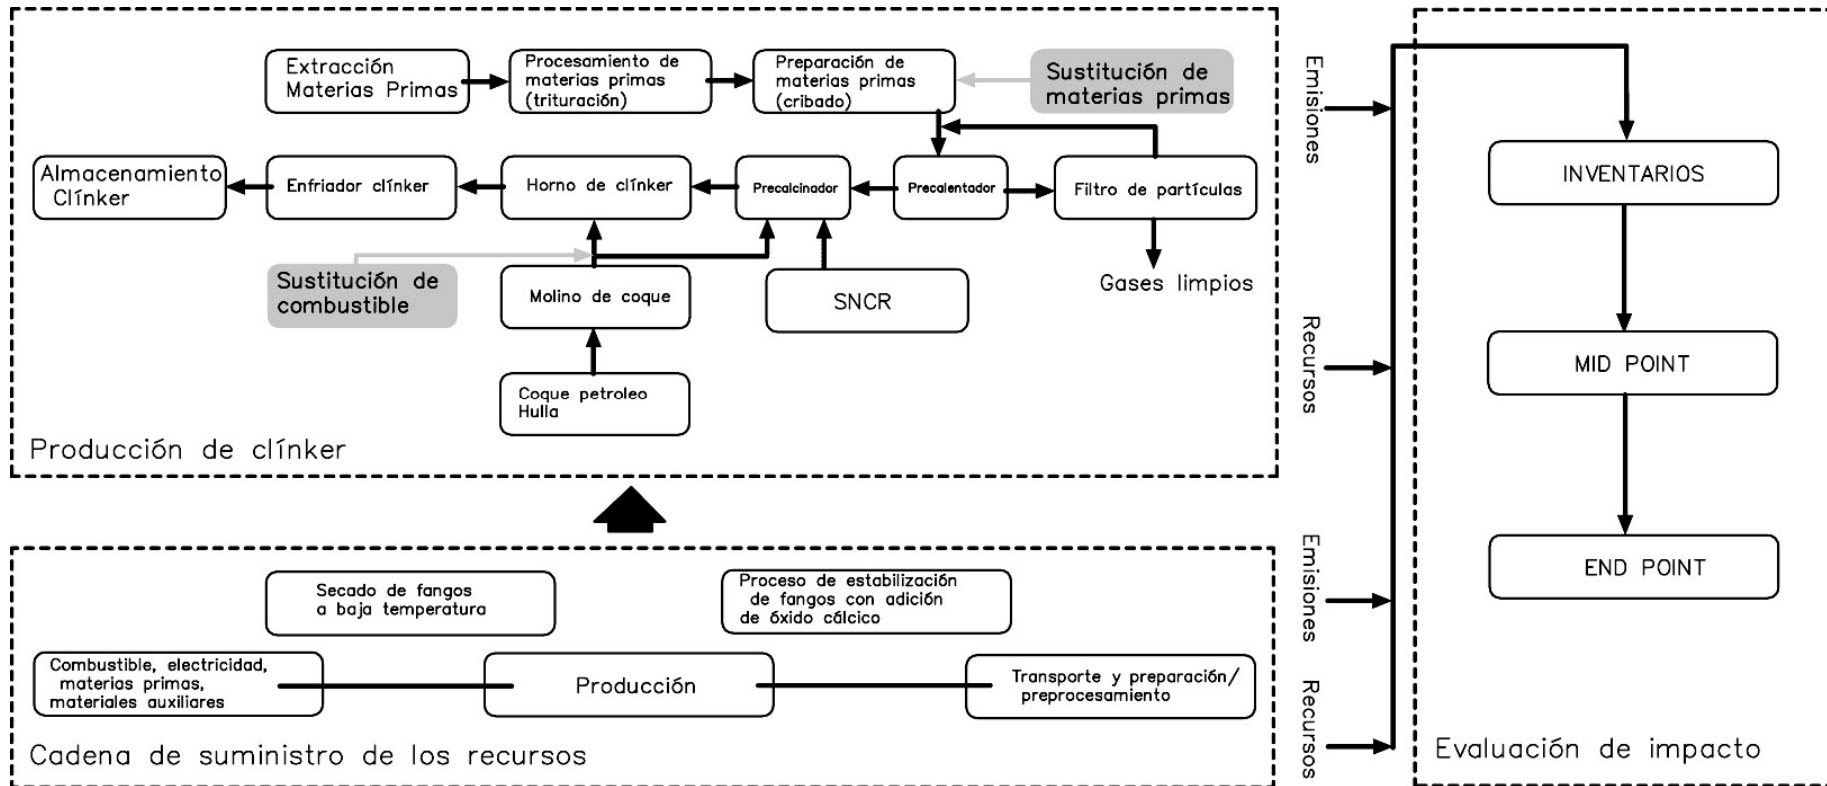 Extracción
Materias Primas
Procesamiento de
materias primas
(trituración)
Preparación de
materias primas
(cribado)
Sustitución de
materias primas
Almacenamiento
Clínker
Enfriador clínker
Horno de clínker
Precalcinador
Precalentador
Filtro de partículas
Sustitución de
combustible
Molino de coque
SNCR
Gases limpios
Coque petroleo
Hulla
Producción de clínker
Emisiones
Recursos
Secado de fangos
a baja temperatura
Proceso de estabilización
de fangos con adición
de óxido cálcico
Combustible, electricidad,
materias primas,
materiales auxiliares
Producción
Transporte y preparación/
preprocesamiento
Cadena de suministro de los recursos
Emisiones
Recursos
INVENTARIOS
MID POINT
END POINT
Evaluación de impacto